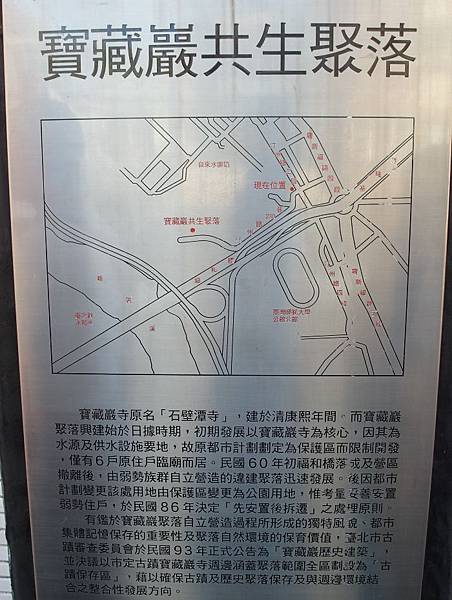 寶藏巖共生聚落
自來水園區
現在位置
寶藏巖共生聚落
新店溪
臺灣師範大學
公館校區
寶藏巖寺原名「石壁潭寺」，建於清康熙年間。而寶藏巖
聚落興建始於日據時期，初期發展以寶藏巖寺為核心，因其為
水源及供水設施要地，故原都市計劃劃定為保護區而限制開發
，僅有6戶原住戶臨廟而居。民國60年初福和橋落成及營區
撤離後，由弱勢族群自立營造的違建聚落迅速發展。後因都市
計劃變更該處用地由保護區變更為公園用地，惟考量妥善安置
弱勢住戶，於民國86年決定「先安置後拆遷」之處理原則。
有鑑於寶藏巖聚落自立營造過程所形成的獨特風貌、都市
集體記憶保存的重要性及聚落自然環境的保育價值，臺北市古
蹟審查委員會於民國93年正式公告為「寶藏巖歷史建築」，
並決議以市定古蹟寶藏巖寺週邊涵蓋聚落範圍全區劃設為「古
蹟保存區」，藉以確保古蹟及歷史聚落保存及與週邊環境結
合之整合性發展方向。